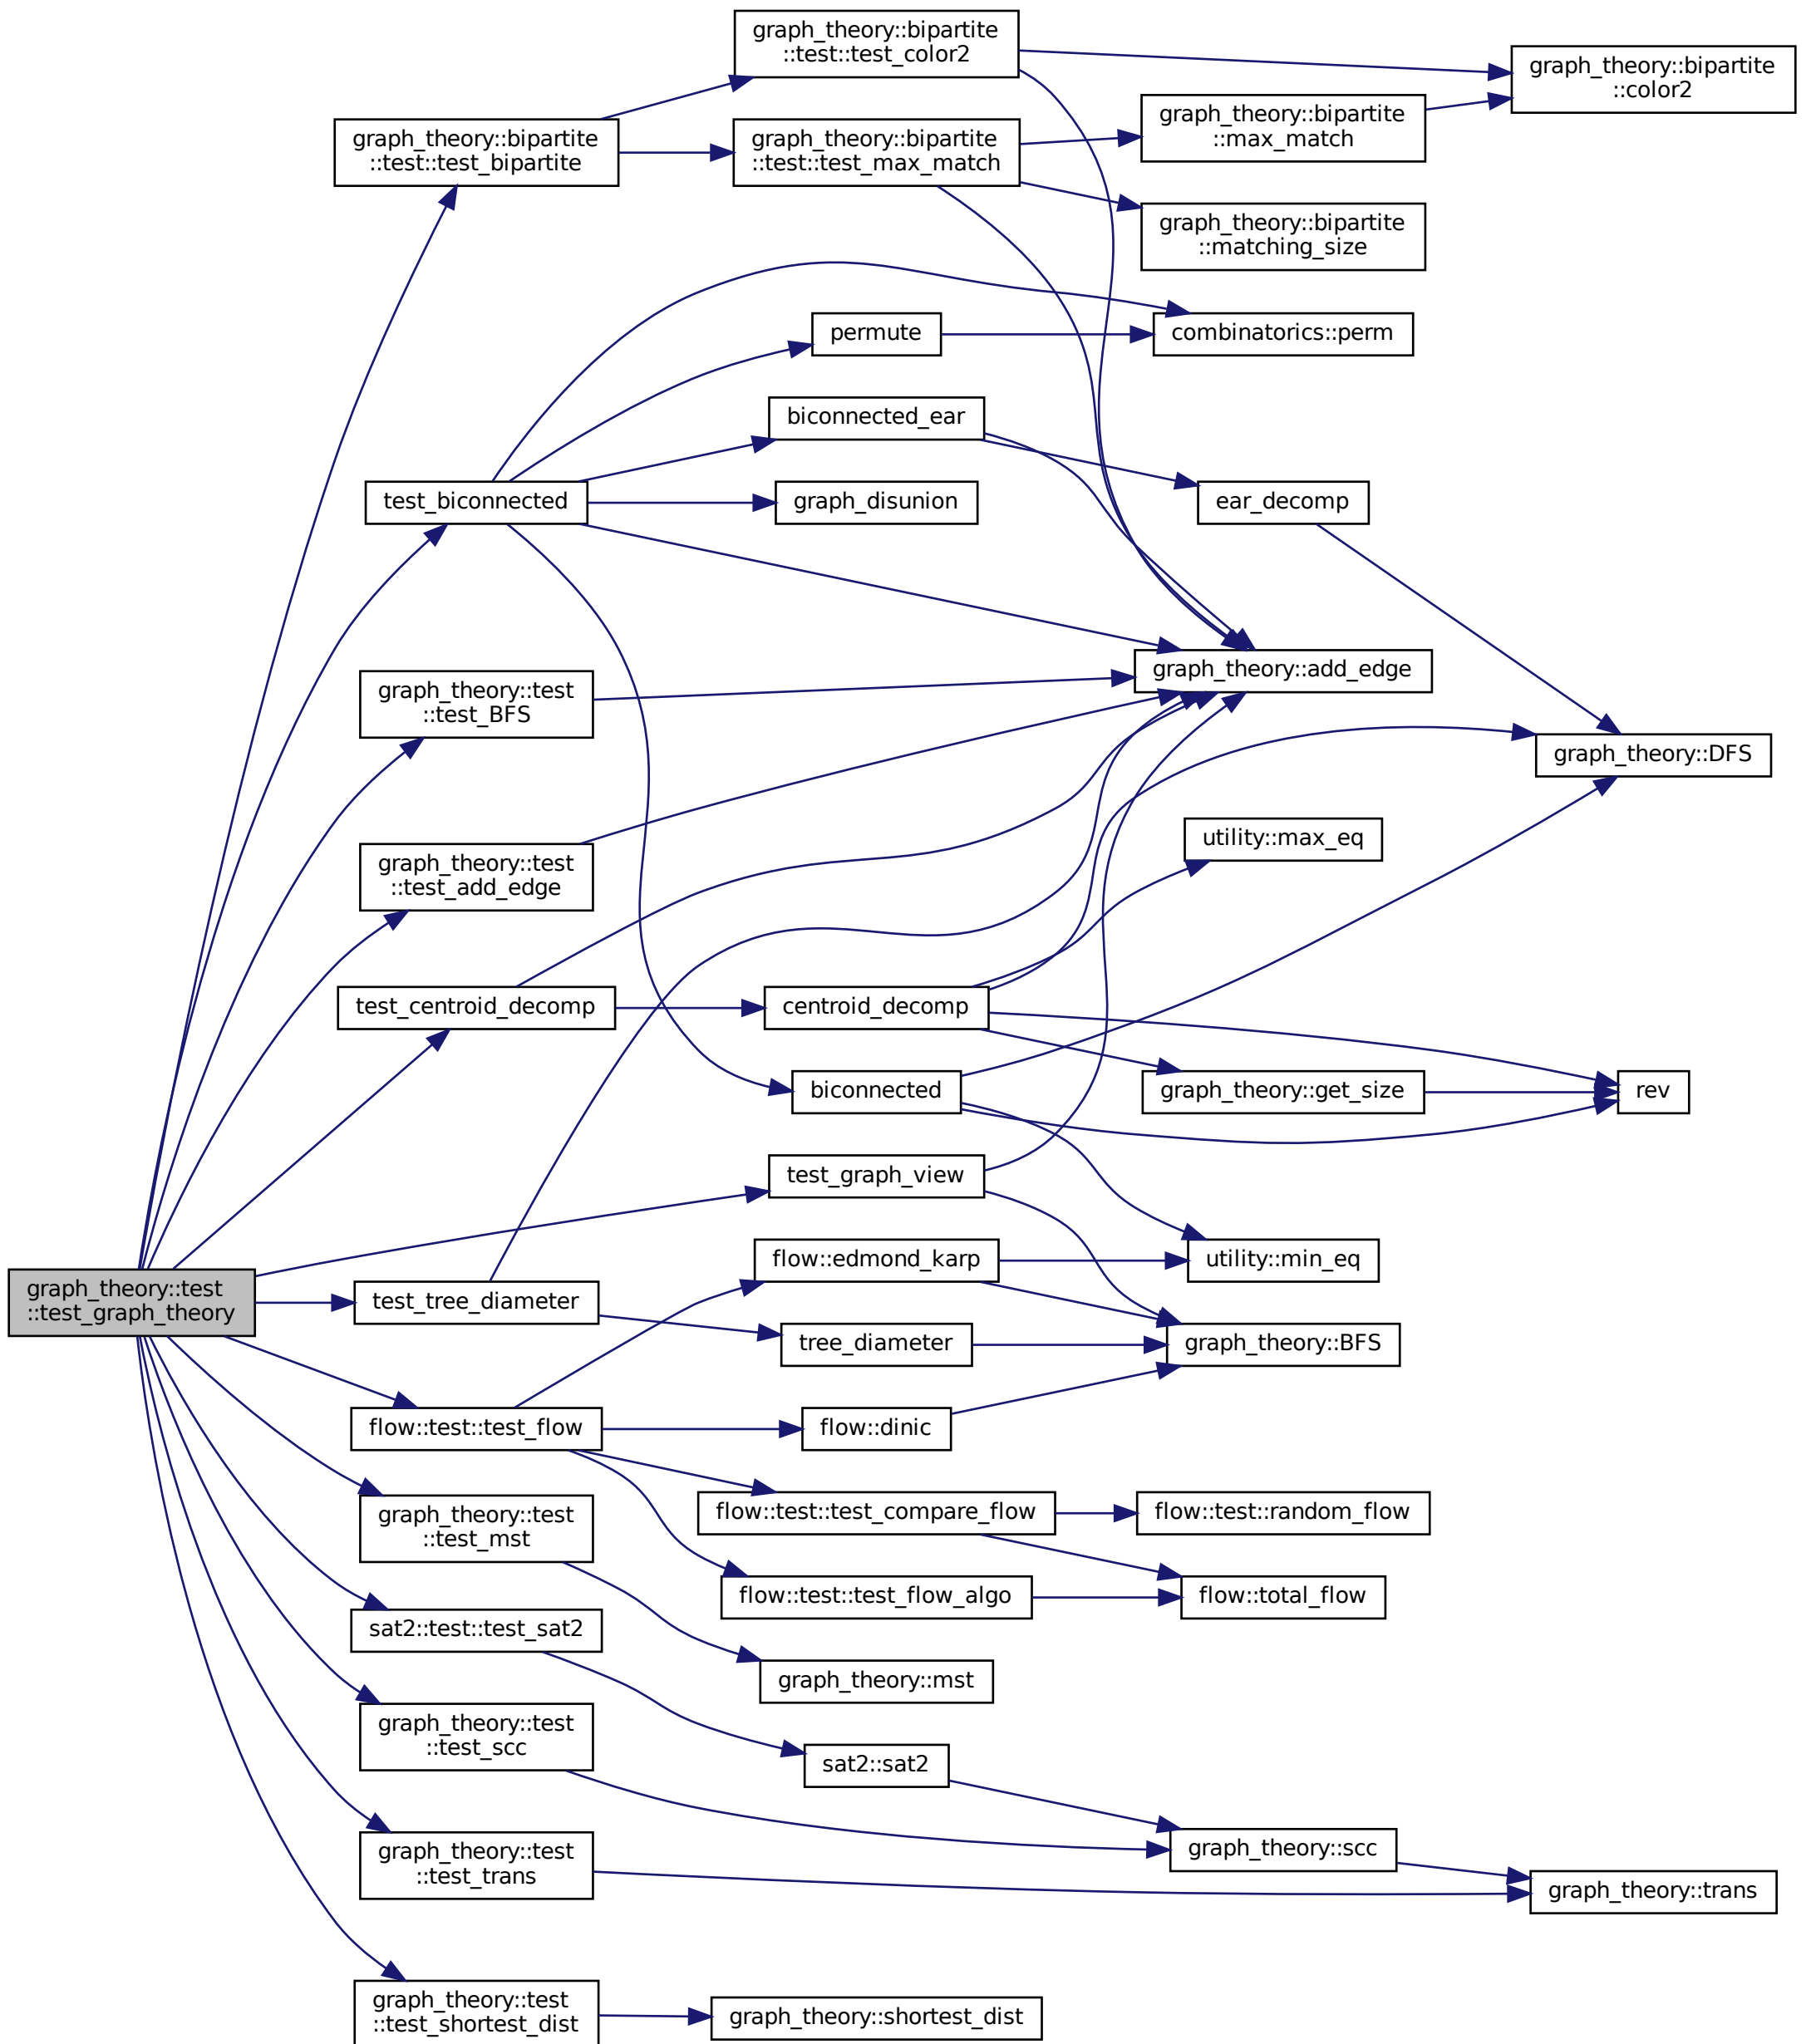 graph_theory::bipartite
::test::test_color2
graph_theory::bipartite
::color2
graph_theory::bipartite
::test::test_bipartite
graph_theory::bipartite
::test::test_max_match
graph_theory::bipartite
::max_match
graph_theory::bipartite
::matching_size
permute
combinatorics::perm
biconnected_ear
test_biconnected
graph_disunion
ear_decomp
graph_theory::test
::test_BFS
graph_theory::add_edge
graph_theory::DFS
utility::max_eq
graph_theory::test
::test_add_edge
test_centroid_decomp
centroid_decomp
biconnected
graph_theory::get_size
rev
test_graph_view
flow::edmond_karp
utility::min_eq
graph_theory::test
::test_graph_theory
test_tree_diameter
tree_diameter
graph_theory::BFS
flow::test::test_flow
flow::dinic
graph_theory::test
::test_mst
flow::test::test_compare_flow
flow::test::random_flow
flow::test::test_flow_algo
flow::total_flow
sat2::test::test_sat2
graph_theory::mst
graph_theory::test
::test_scc
sat2::sat2
graph_theory::test
::test_trans
graph_theory::scc
graph_theory::trans
graph_theory::test
::test_shortest_dist
graph_theory::shortest_dist